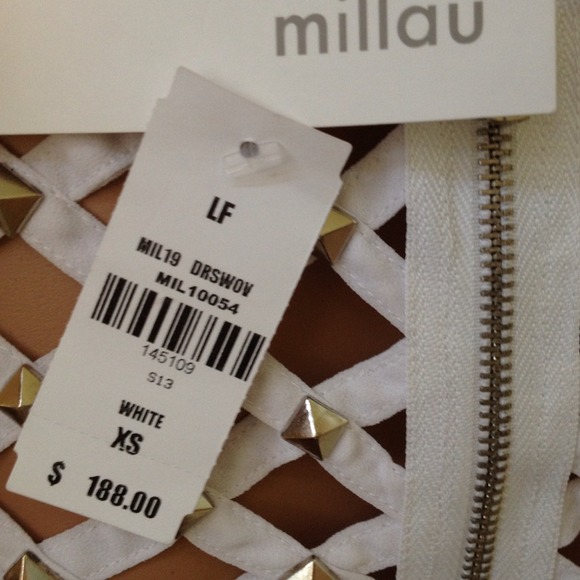 millau
LF
MIL19 DRSWOV
MIL10054
145109
S13
WHITE
XS
$ 188.00